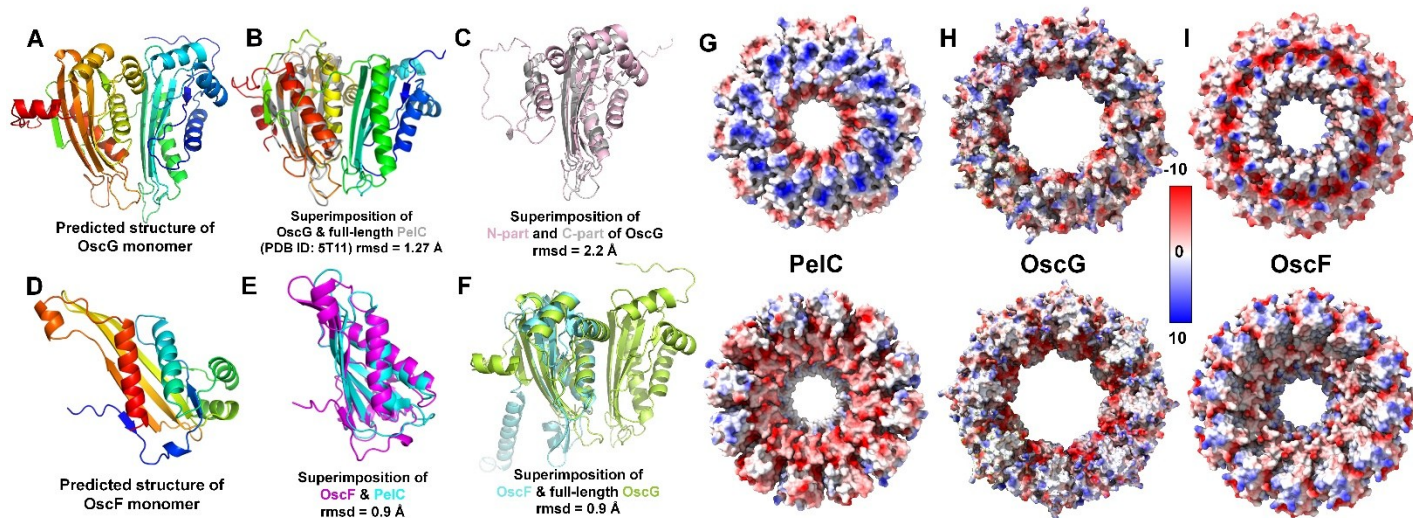 A
Predicted structure of
OscG monomer
B
Superimposition of
OscG & full-length PelC
(PDB ID: 5T11) rmsd = 1.27 Å
C
Superimposition of
N-part and C-part of OscG
rmsd = 2.2 Å
D
Predicted structure of
OscF monomer
E
Superimposition of
OscF & PelC
rmsd = 0.9 Å
F
Superimposition of
OscF & full-length OscG
rmsd = 0.9 Å
G
PelC
H
OscG
I
OscF
-10
0
10